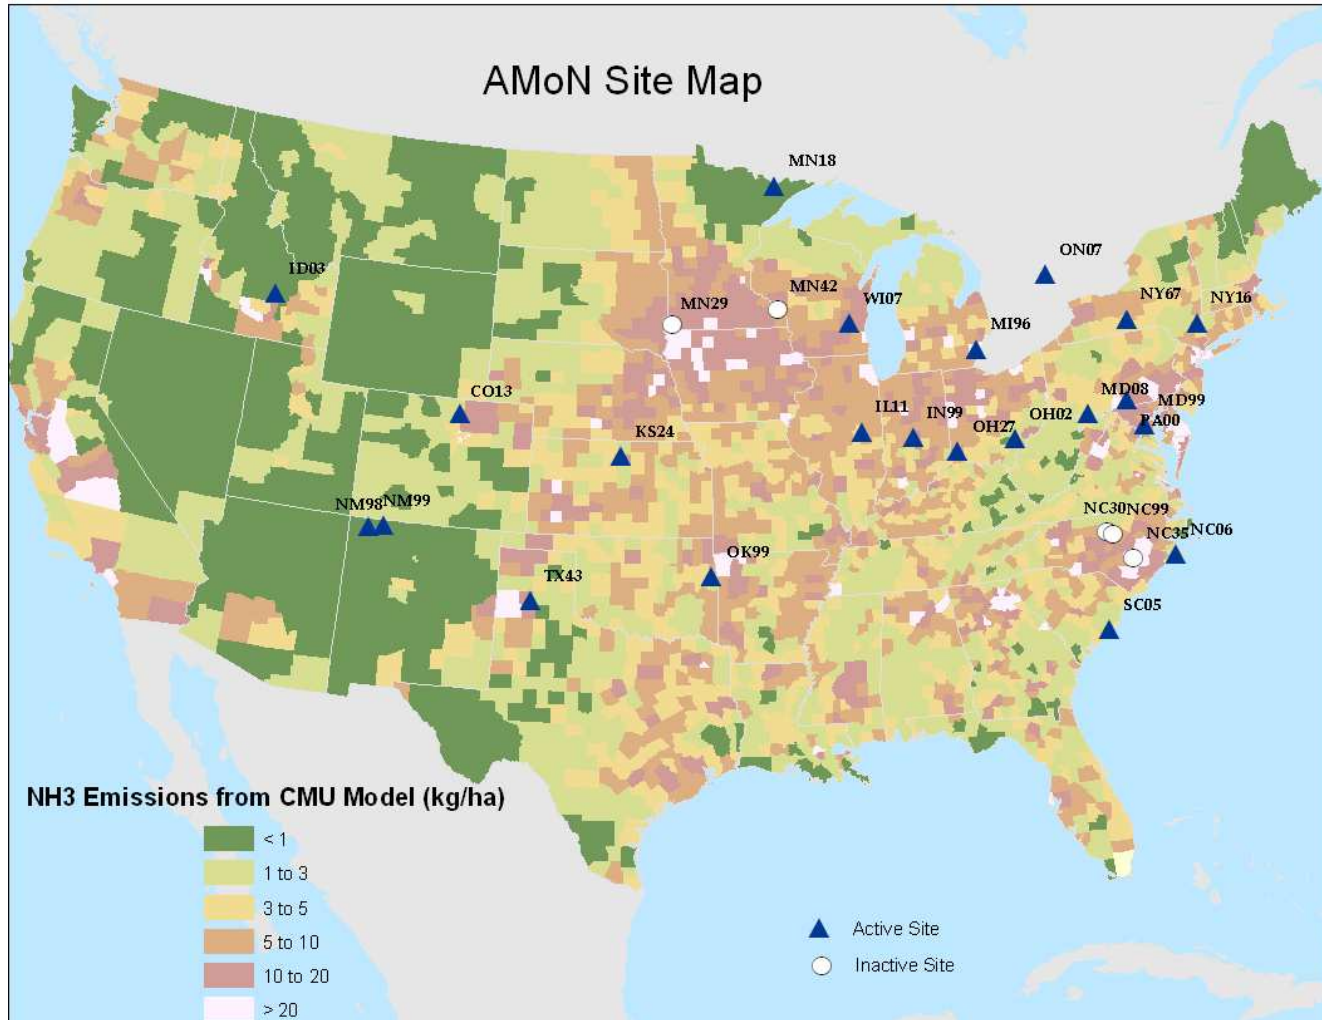 AMoN Site Map
MN18
ON07
ID03
MN29
MN42
WI07
NY67
NY16
MI96
CO13
MD08
MD99
IL11
IN99
OH27
OH02
PA00
KS24
NM98
NM99
NC30
NC99
NC35
NC06
OK99
TX43
SC05
NH3 Emissions from CMU Model (kg/ha)
< 1
1 to 3
3 to 5
5 to 10
10 to 20
> 20
Active Site
Inactive Site